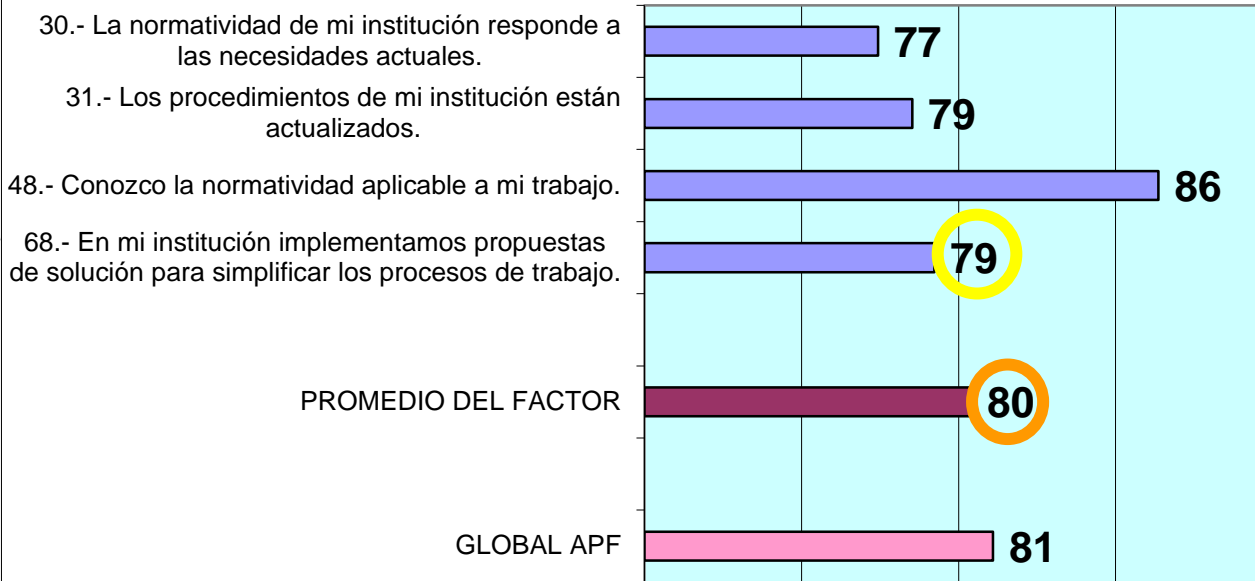 30.- La normatividad de mi institución responde a
las necesidades actuales.
77
31.- Los procedimientos de mi institución están
actualizados.
79
48.- Conozco la normatividad aplicable a mi trabajo.
86
68.- En mi institución implementamos propuestas
de solución para simplificar los procesos de trabajo.
79
PROMEDIO DEL FACTOR
80
GLOBAL APF
81